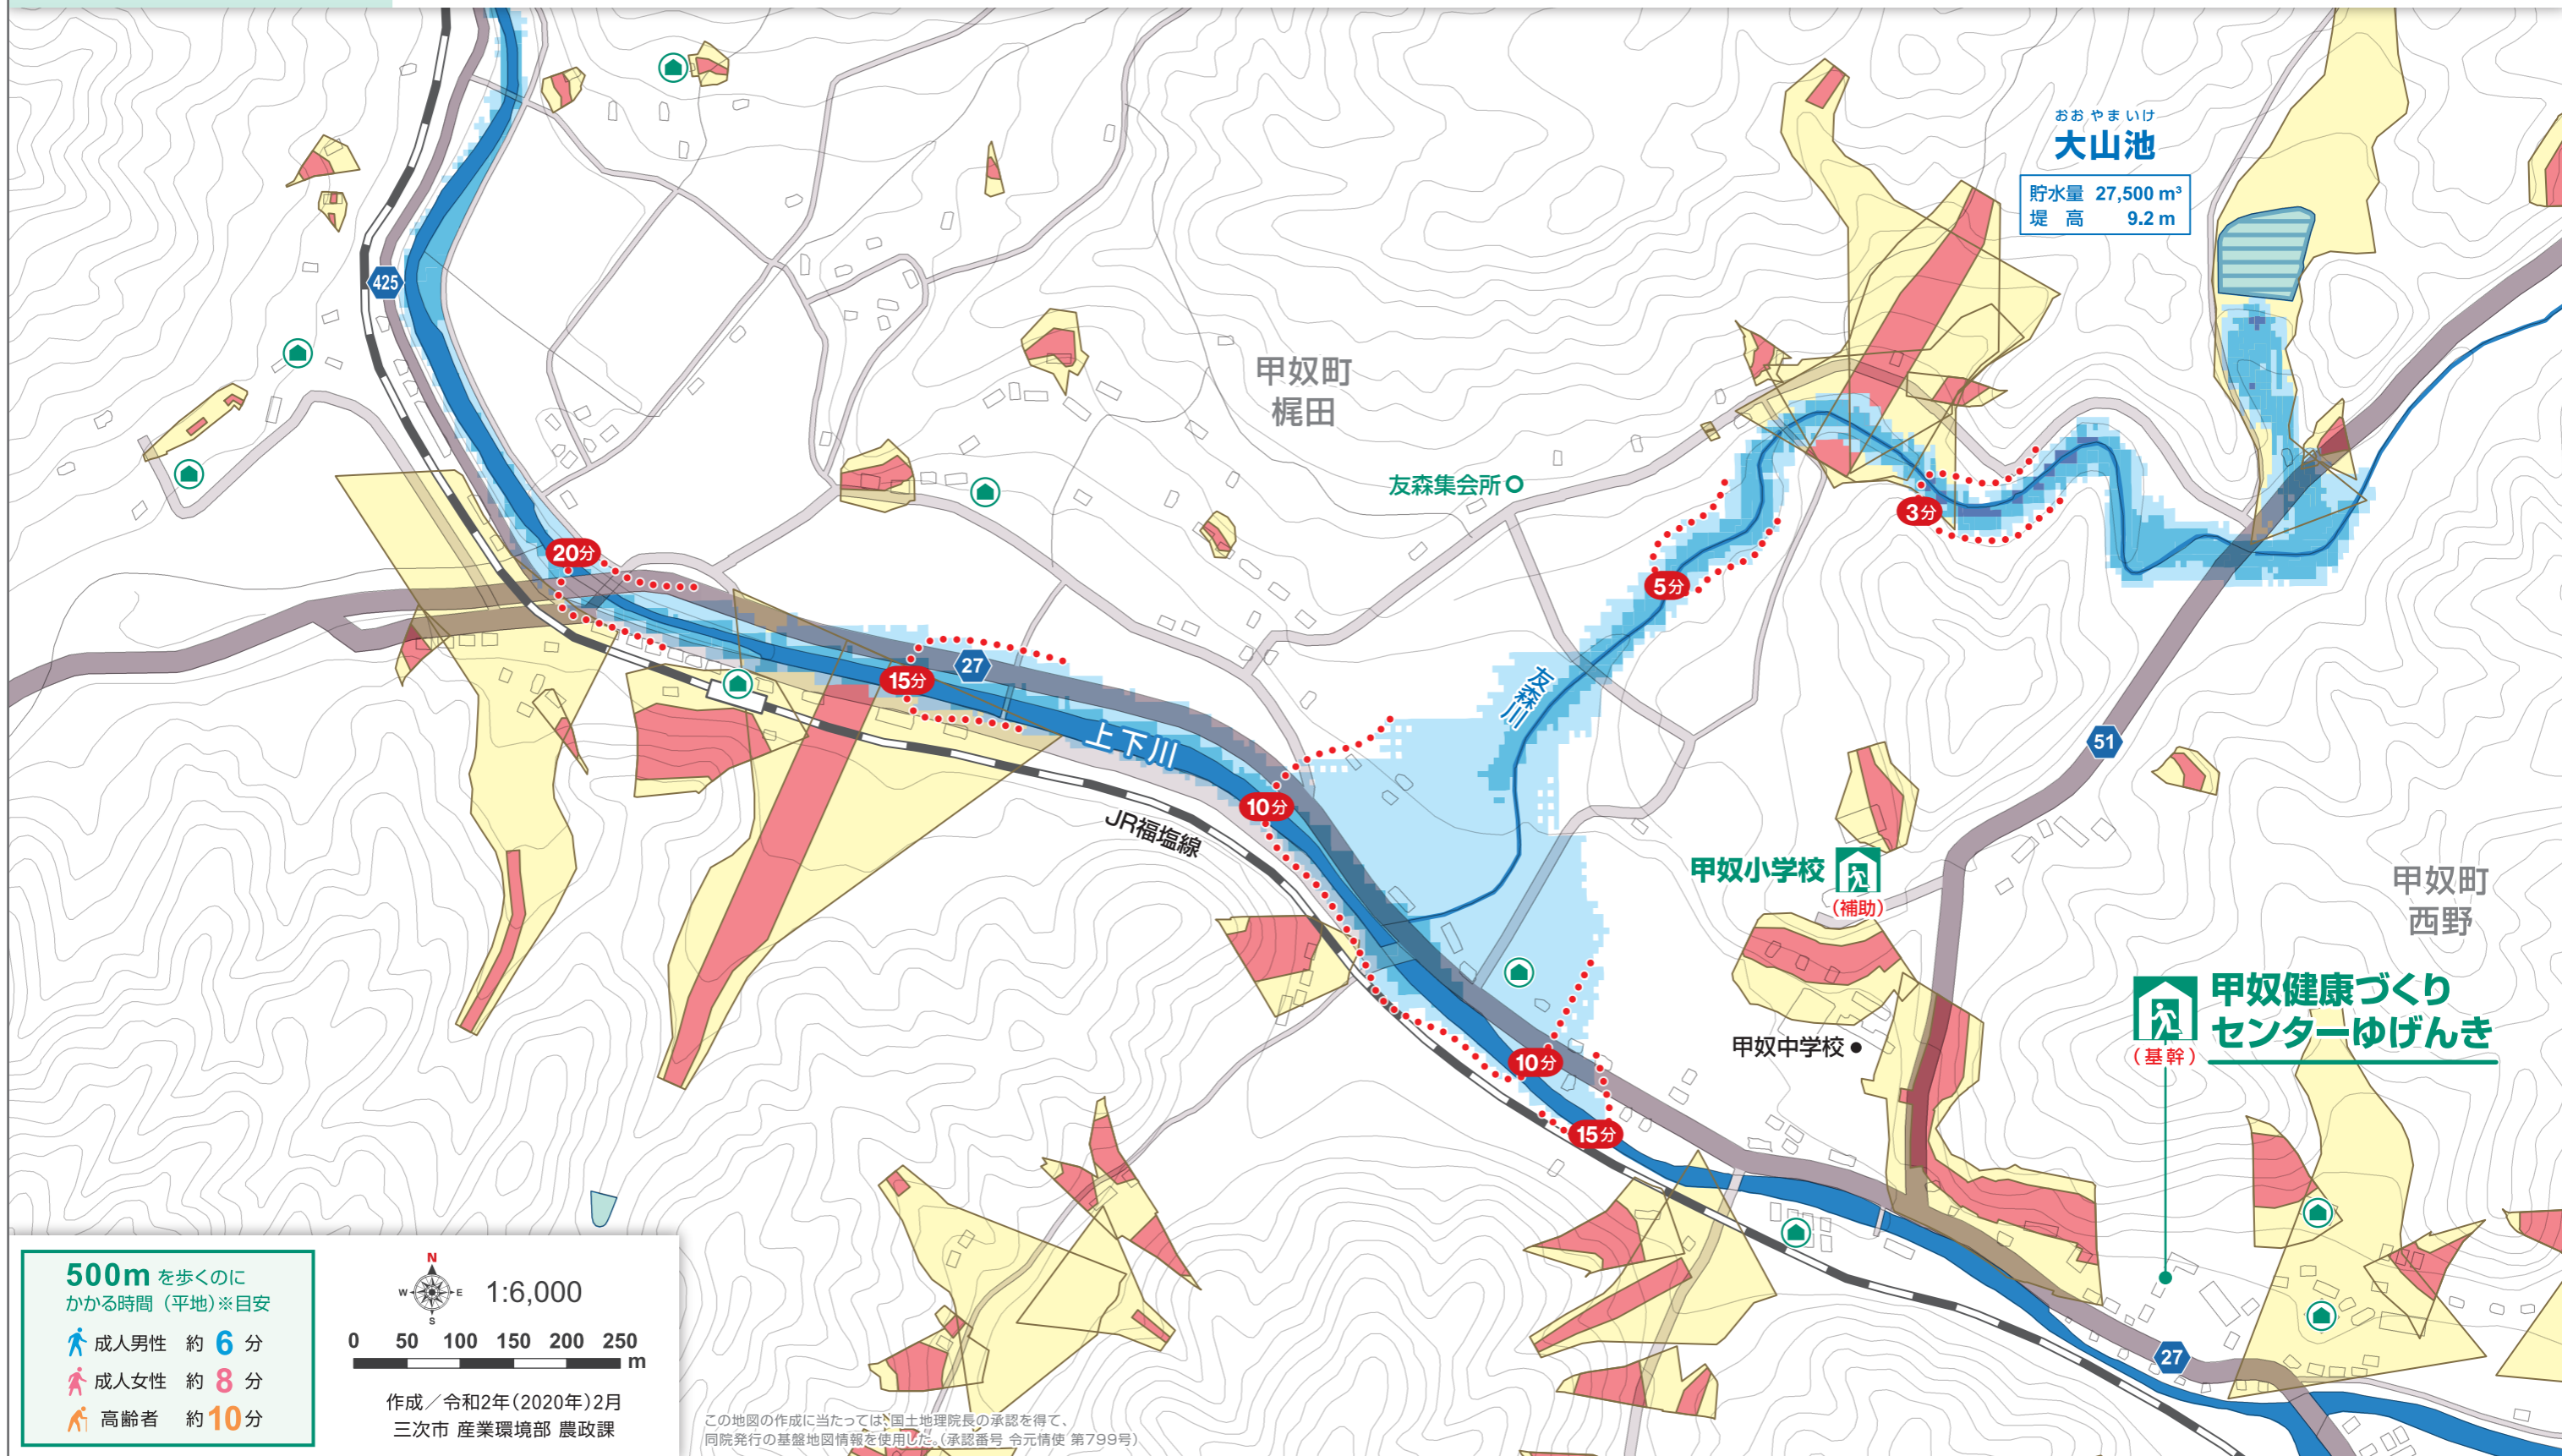 おおやまいけ
大山池
貯水量 27,500 m³
堤 高 9.2 m
425
甲奴町
梶田
友森集会所
3分
5分
20分
27
15分
友森川
上下川
51
10分
JR福塩線
甲奴小学校
(補助)
甲奴町
西野
甲奴健康づくり
センターゆげんき
(基幹)
甲奴中学校
10分
15分
27
500m を歩くのに
かかる時間（平地）※目安
成人男性 約 6 分
成人女性 約 8 分
高齢者 約 10 分
N
W E
S
1:6,000
0 50 100 150 200 250
m
作成／令和2年(2020年)2月
三次市 産業環境部 農政課
この地図の作成に当たっては、国土地理院長の承認を得て、
同院発行の基盤地図情報を使用した。(承認番号 令元情使 第799号)